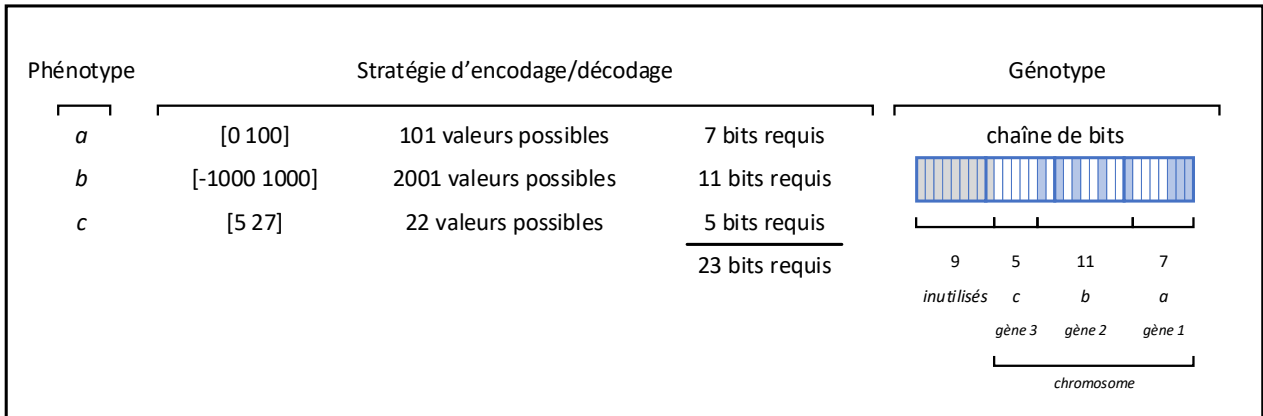 Phénotype Stratégie d'encodage/décodage Génotype
a [0 100] 101 valeurs possibles 7 bits requis chaîne de bits
b [-1000 1000] 2001 valeurs possibles 11 bits requis
c [5 27] 22 valeurs possibles 5 bits requis
23 bits requis
9 5 11 7
inutilisés c b a
gène 3 gène 2 gène 1
chromosome